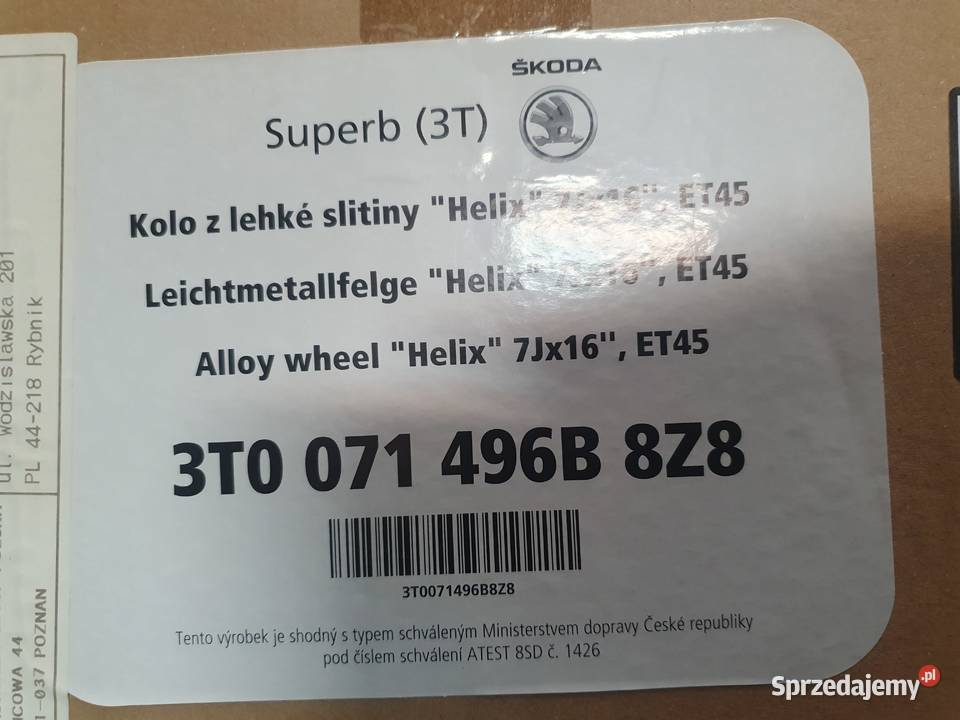 ŠKODA
Superb (3T)
Kolo z lehké slitiny "Helix" 7Jx16'', ET45
Leichtmetallfelge "Helix" 7Jx16'', ET45
Alloy wheel "Helix" 7Jx16'', ET45
3T0 071 496B 8Z8
3T0071496B8Z8
Tento výrobek je shodný s typem schváleným Ministerstvem dopravy České republiky
pod číslem schválení ATEST 8SD č. 1426
ul. Wodzisławska 201
PL 44-218 Rybnik
44
-037 POZNAN
Sprzedajemy.pl